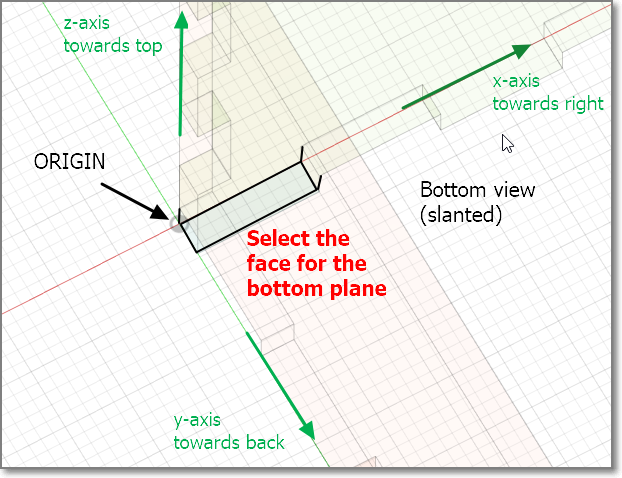 z-axis
towards top
x-axis
towards right
ORIGIN
Bottom view
(slanted)
Select the
face for the
bottom plane
y-axis
towards back